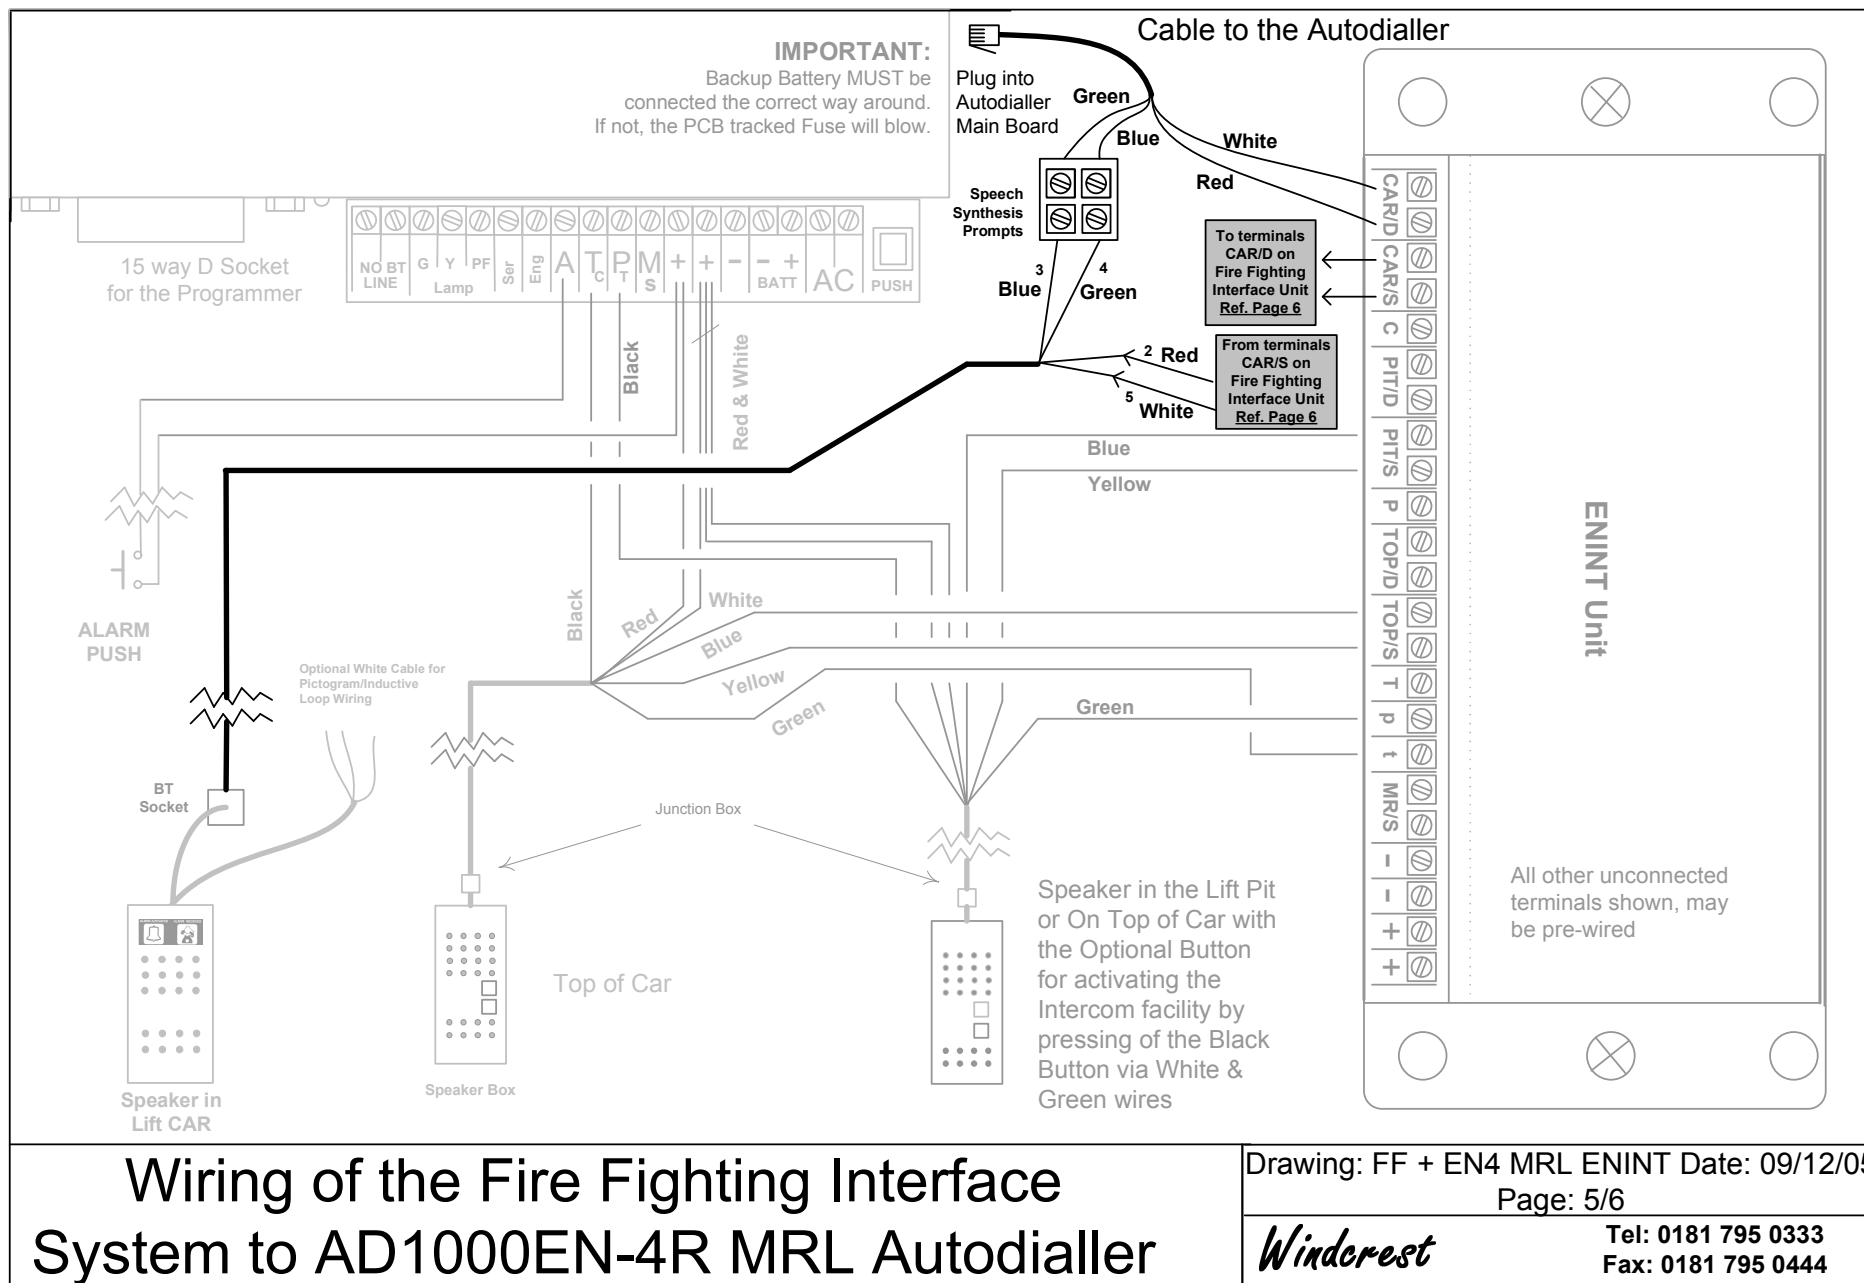 Cable to the Autodialler
IMPORTANT:
Backup Battery MUST be
connected the correct way around.
If not, the PCB tracked Fuse will blow.
Plug into
Autodialler
Main Board
Green
Blue
White
Red
Speech
Synthesis
Prompts
To terminals
CAR/D on
Fire Fighting
Interface Unit
Ref. Page 6
3
Blue
4
Green
2 Red
5
White
From terminals
CAR/S on
Fire Fighting
Interface Unit
Ref. Page 6
15 way D Socket
for the Programmer
NO BT
LINE
G Y PF
Lamp
Ser
Eng
A
TC
PT
MS
+
+
-
- +
BATT
AC
PUSH
Black
Red & White
Blue
Yellow
ALARM
PUSH
Black
Red
White
Blue
Yellow
Green
Green
Optional White Cable for
Pictogram/Inductive
Loop Wiring
BT
Socket
Junction Box
Speaker in
Lift CAR
Top of Car
Speaker Box
Speaker in the Lift Pit
or On Top of Car with
the Optional Button
for activating the
Intercom facility by
pressing of the Black
Button via White &
Green wires
CAR/D
CAR/S
C
PIT/D
PIT/S
P
TOP/D
TOP/S
T
p
t
MR/S
-
-
+
+
ENINT Unit
All other unconnected
terminals shown, may
be pre-wired
Wiring of the Fire Fighting Interface
System to AD1000EN-4R MRL Autodialler
Drawing: FF + EN4 MRL ENINT Date: 09/12/05
Page: 5/6
Windcrest
Tel: 0181 795 0333
Fax: 0181 795 0444